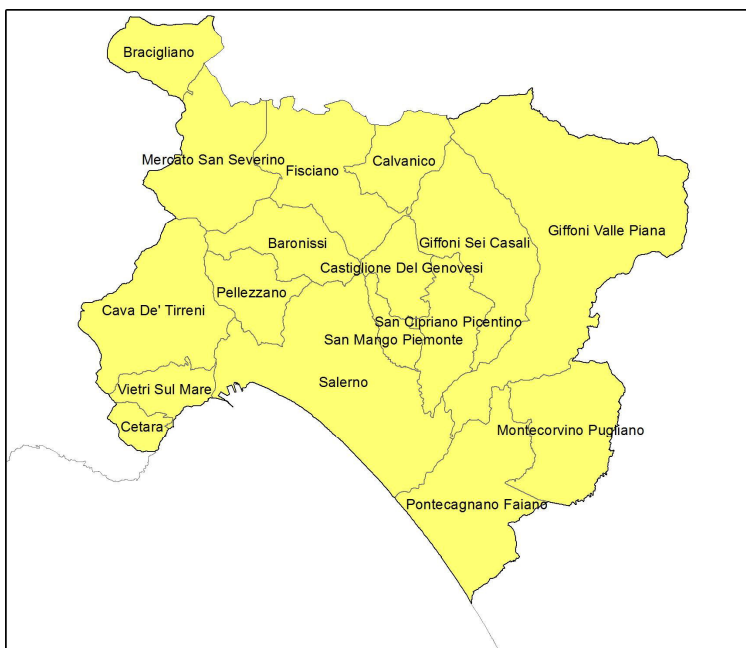 Bracigliano
Mercato San Severino
Fisciano
Calvanico
Baronissi
Giffoni Sei Casali
Giffoni Valle Piana
Castiglione Del Genovesi
Pellezzano
Cava De' Tirreni
San Cipriano Picentino
San Mango Piemonte
Vietri Sul Mare
Salerno
Cetara
Montecorvino Pugliano
Pontecagnano Faiano